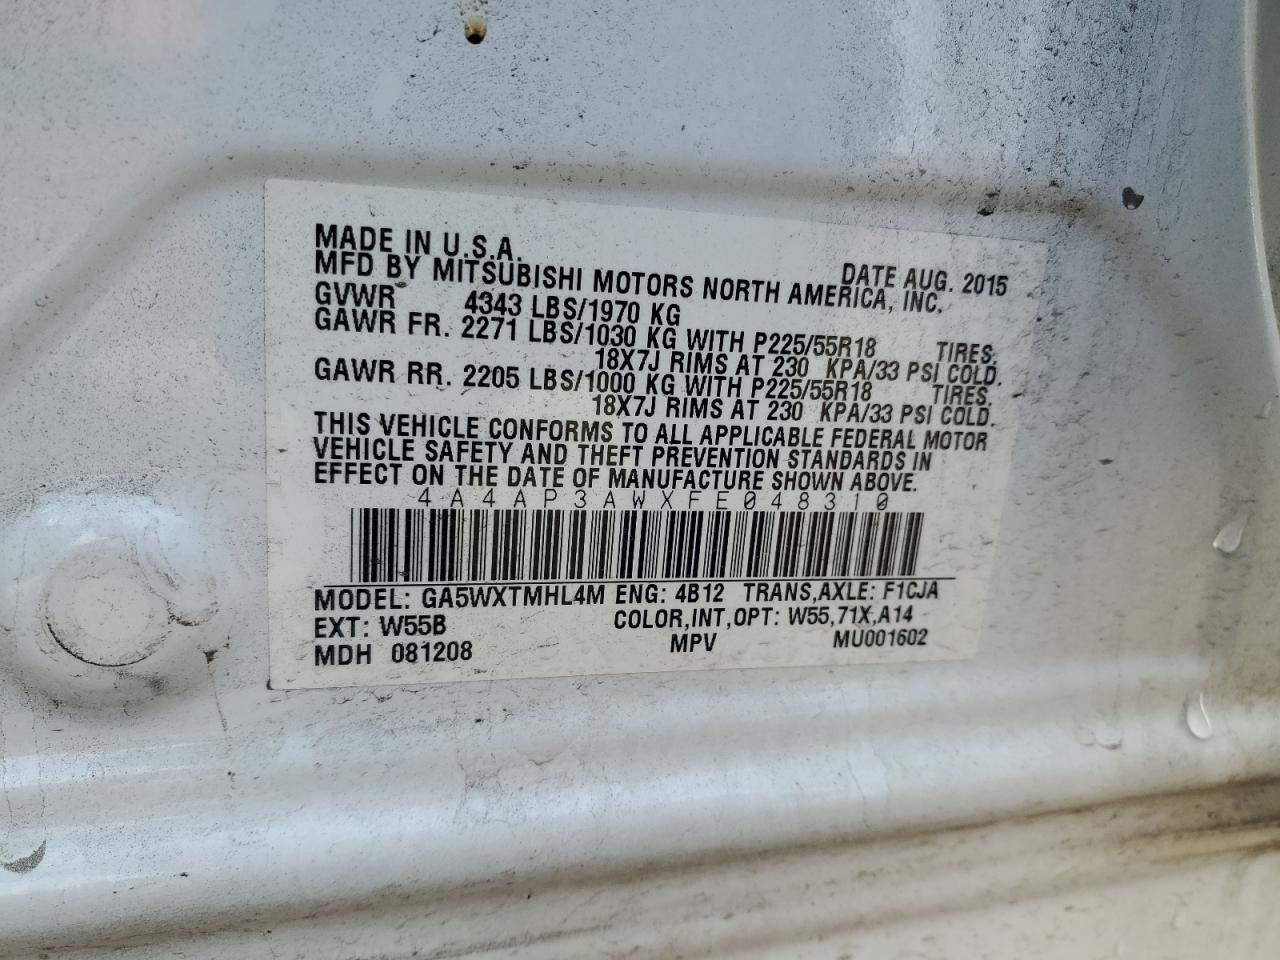 MADE IN U.S.A. DATE AUG. 2015
MFD BY MITSUBISHI MOTORS NORTH AMERICA, INC.
GVWR 4343 LBS/1970 KG
GAWR FR. 2271 LBS/1030 KG WITH P225/55R18 TIRES.
18X7J RIMS AT 230 KPA/33 PSI COLD.
GAWR RR. 2205 LBS/1000 KG WITH P225/55R18 TIRES.
18X7J RIMS AT 230 KPA/33 PSI COLD.
THIS VEHICLE CONFORMS TO ALL APPLICABLE FEDERAL MOTOR
VEHICLE SAFETY AND THEFT PREVENTION STANDARDS IN
EFFECT ON THE DATE OF MANUFACTURE SHOWN ABOVE.
4A4AP3AWXFE048310
MODEL: GA5WXTMHL4M ENG: 4B12 TRANS,AXLE: F1CJA
EXT: W55B COLOR,INT,OPT: W55,71X,A14
MDH 081208 MPV MU001602